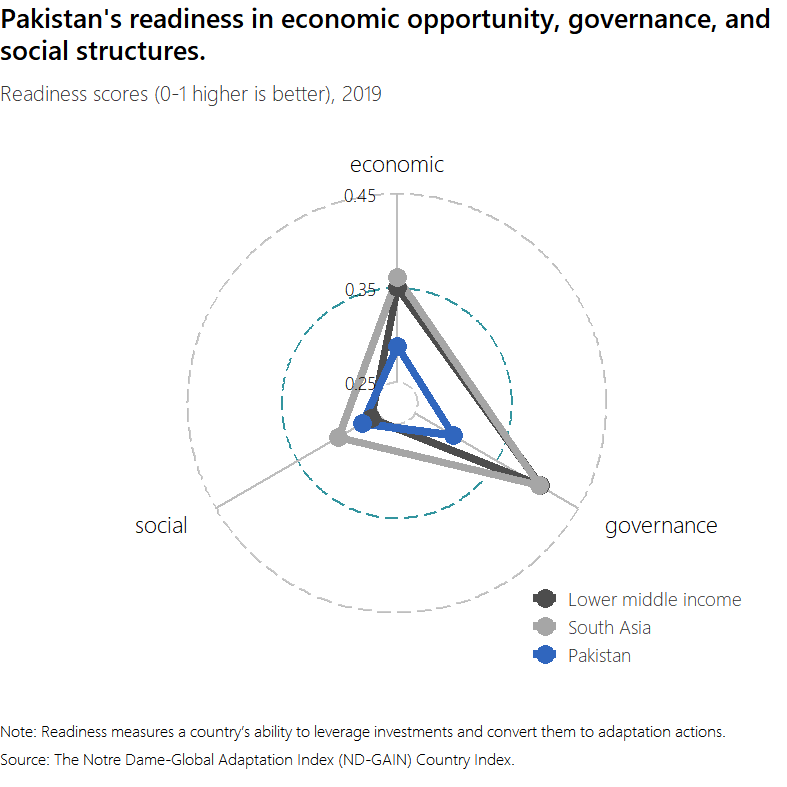 Pakistan's readiness in economic opportunity, governance, and
social structures.
Readiness scores (0-1 higher is better), 2019
economic
0.45
0.35
0.25
social
governance
Lower middle income
South Asia
Pakistan
Note: Readiness measures a country’s ability to leverage investments and convert them to adaptation actions.
Source: The Notre Dame-Global Adaptation Index (ND-GAIN) Country Index.